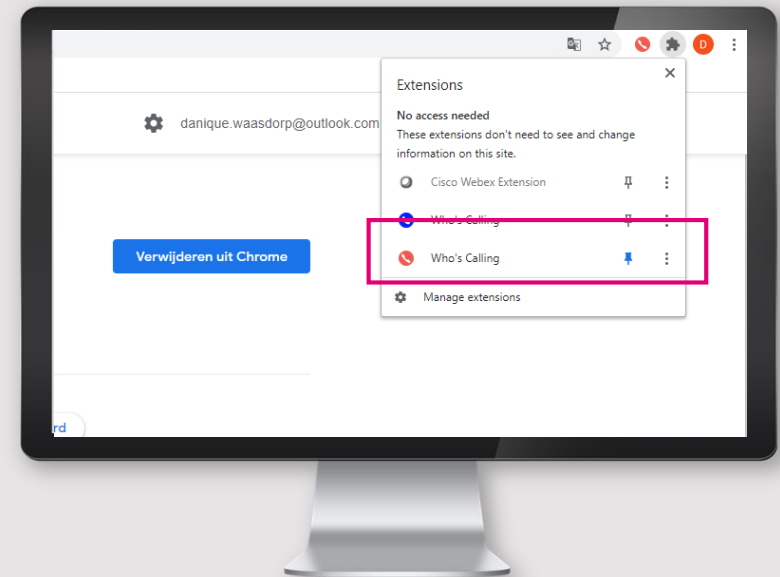 D
Extensions
No access needed
These extensions don't need to see and change
information on this site.
danique.waasdorp@outlook.com
Cisco Webex Extension
Who's Calling
Who's Calling
Verwijderen uit Chrome
Manage extensions
rd